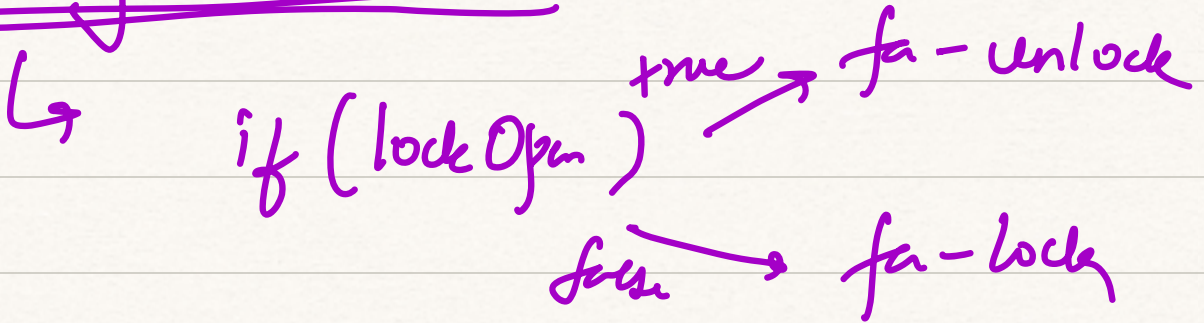 true → fa-unlock
↳ if (lockOpen)
false → fa-lock